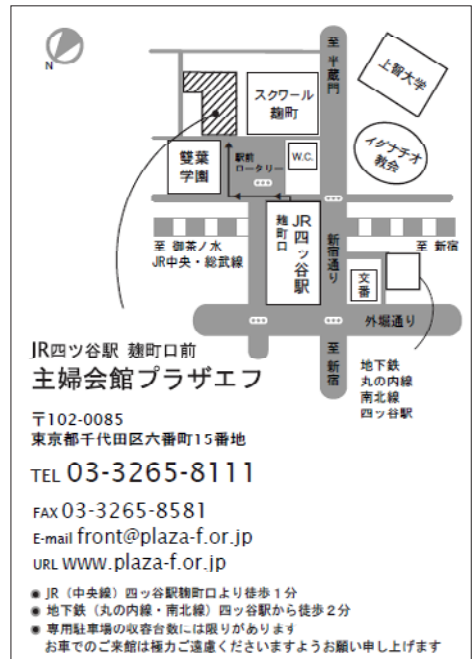 N
至半蔵門
上智大学
スクワール
麹町
イグナチオ
教会
雙葉
学園
駅前
ロータリー
W.C.
JR四ッ谷駅
麹町口
新宿通り
至 御茶ノ水
JR中央・総武線
至 新宿
交番
外堀通り
至新宿
地下鉄
丸の内線
南北線
四ッ谷駅
JR四ツ谷駅 麹町口前
主婦会館プラザエフ
〒102-0085
東京都千代田区六番町15番地
TEL 03-3265-8111
FAX 03-3265-8581
E-mail front@plaza-f.or.jp
URL www.plaza-f.or.jp
● JR（中央線）四ッ谷駅麹町口より徒歩1分
● 地下鉄（丸の内線・南北線）四ッ谷駅から徒歩2分
● 専用駐車場の収容台数には限りがあります
お車でのご来館は極力ご遠慮くださいますようお願い申し上げます